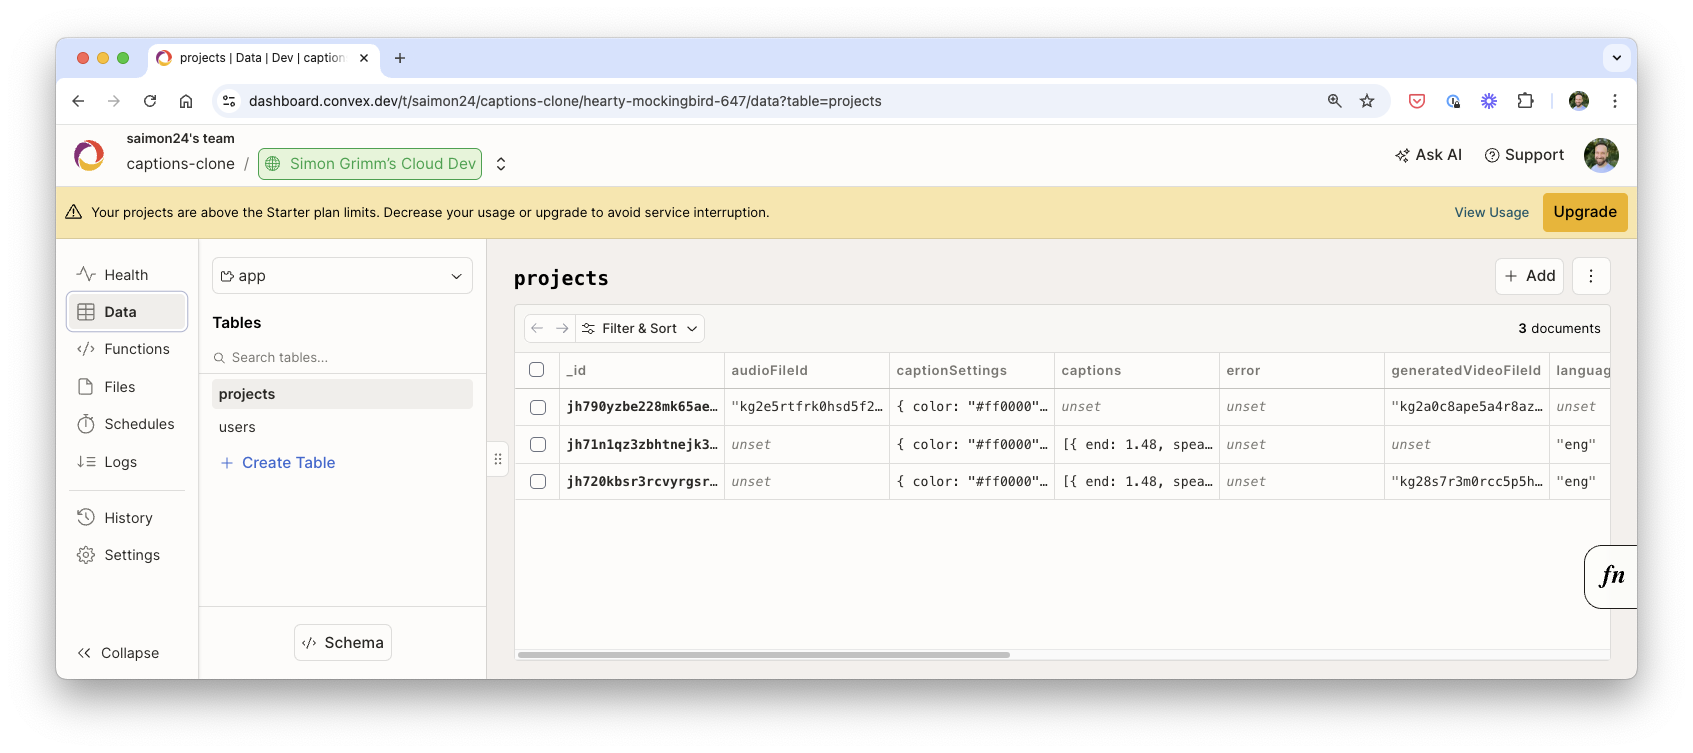 projects | Data | Dev | caption
dashboard.convex.dev/t/saimon24/captions-clone/hearty-mockingbird-647/data?table=projects
saimon24's team
captions-clone / Simon Grimm's Cloud Dev
Ask AI
Support
Your projects are above the Starter plan limits. Decrease your usage or upgrade to avoid service interruption.
View Usage
Upgrade
Health
Data
Functions
Files
Schedules
Logs
History
Settings
Collapse
app
Tables
Search tables...
projects
users
+ Create Table
Schema
projects
+ Add
Filter & Sort
3 documents
_id audioFileId captionSettings captions error generatedVideoFileId languag
jh790yzbe228mk65ae… "kg2e5rtfrk0hsd5f2… { color: "#ff0000"… unset unset "kg2a0c8ape5a4r8az… unset
jh71n1qz3zbhtnejk3… unset { color: "#ff0000"… [{ end: 1.48, spea… unset unset "eng"
jh720kbsr3rcvyrgsr… unset { color: "#ff0000"… [{ end: 1.48, spea… unset "kg28s7r3m0rcc5p5h… "eng"
fn